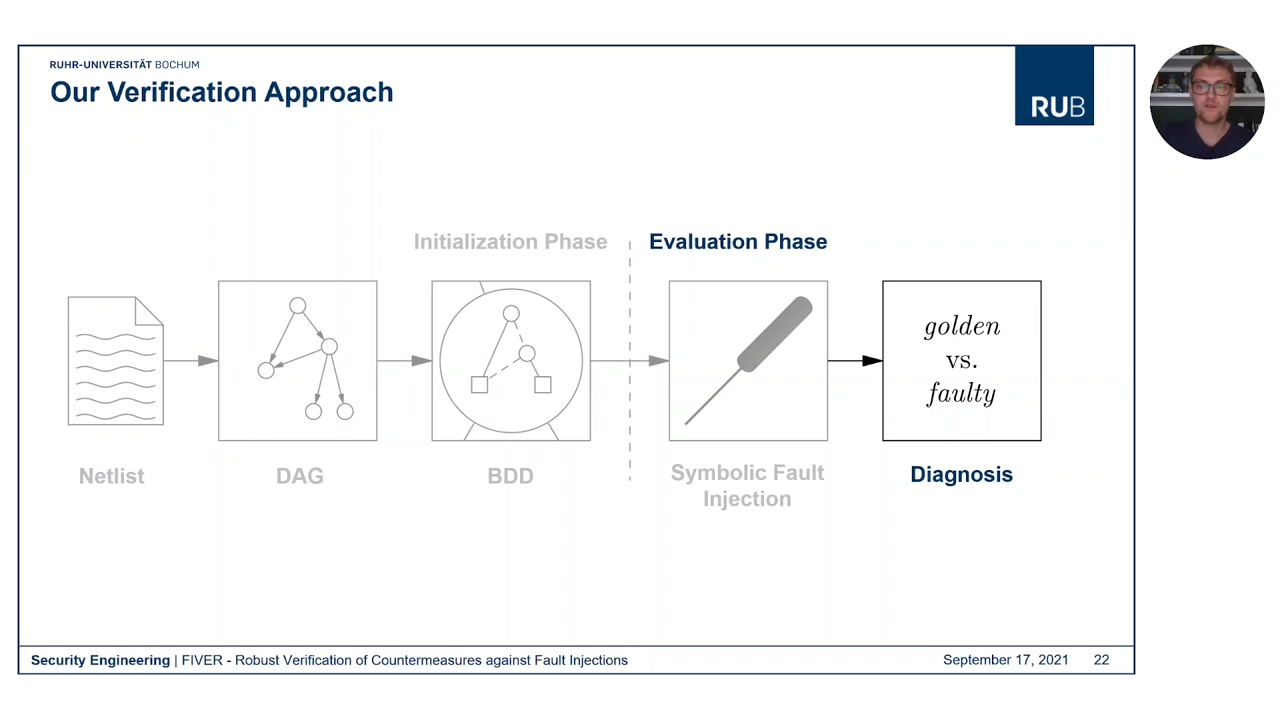 RUHR-UNIVERSITÄT BOCHUM
Our Verification Approach
RUB
Initialization Phase
Evaluation Phase
golden
vs.
faulty
Netlist
DAG
BDD
Symbolic Fault
Injection
Diagnosis
Security Engineering | FIVER - Robust Verification of Countermeasures against Fault Injections
September 17, 2021 22